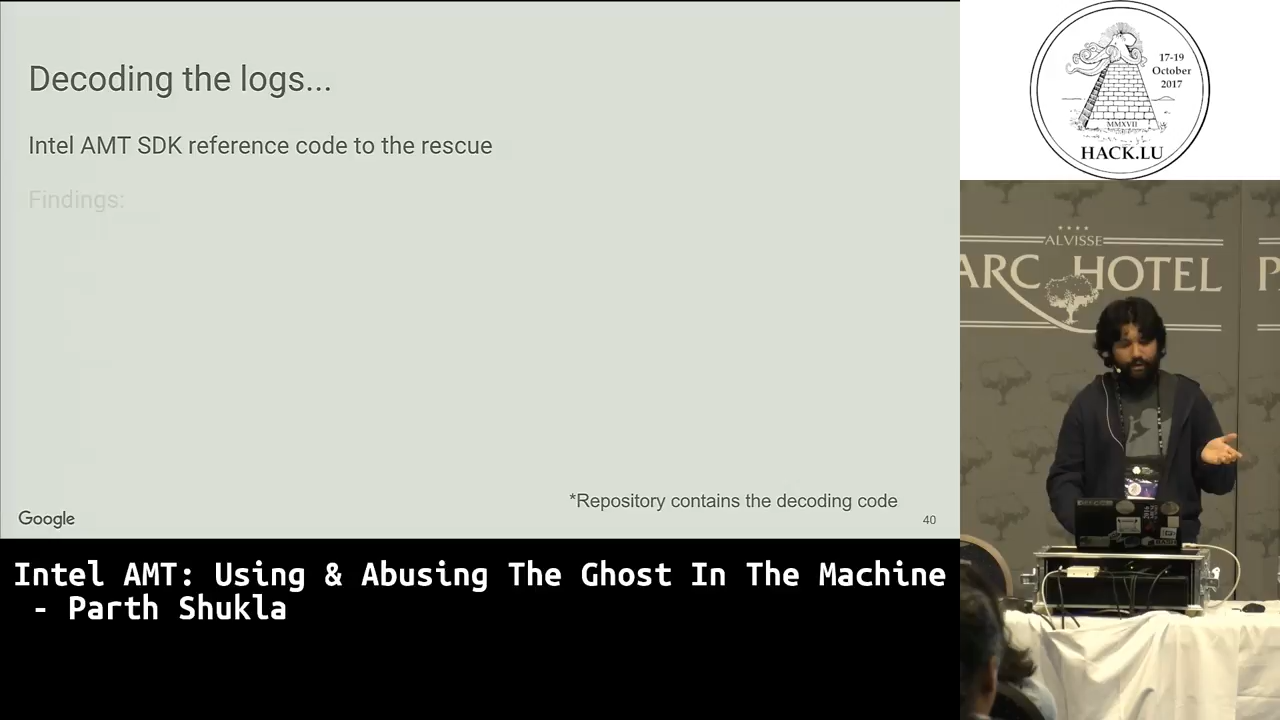 Decoding the logs...
Intel AMT SDK reference code to the rescue
Findings:
*Repository contains the decoding code
Google
40
Intel AMT: Using & Abusing The Ghost In The Machine
- Parth Shukla
17-19
October
2017
MMXVII
HACK.LU
ALVISSE
ARC HOTEL
P